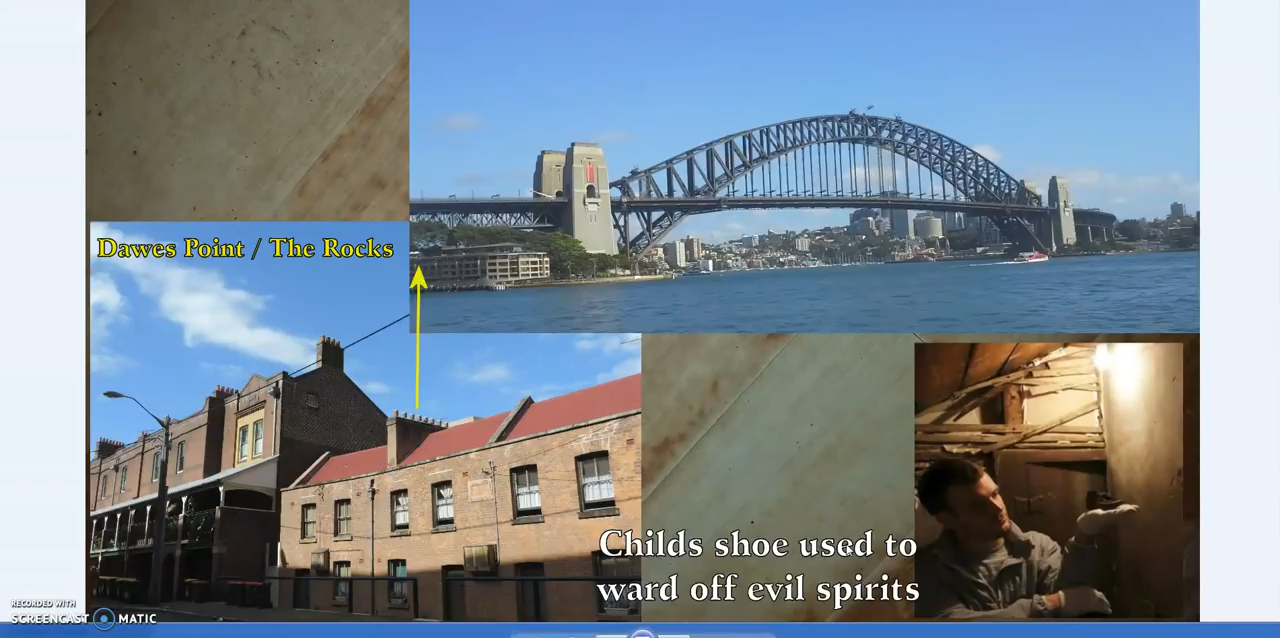 Dawes Point / The Rocks
Childs shoe used to
ward off evil spirits
RECORDED WITH
SCREENCAST MATIC